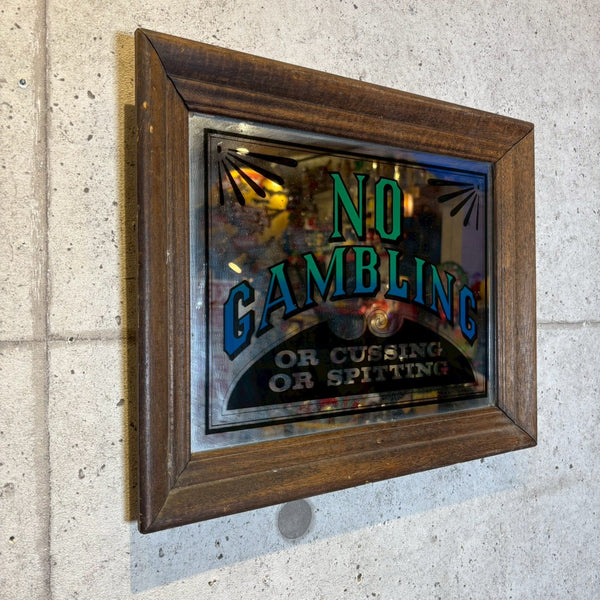 NO
GAMBLING
OR CUSSING
OR SPITTING